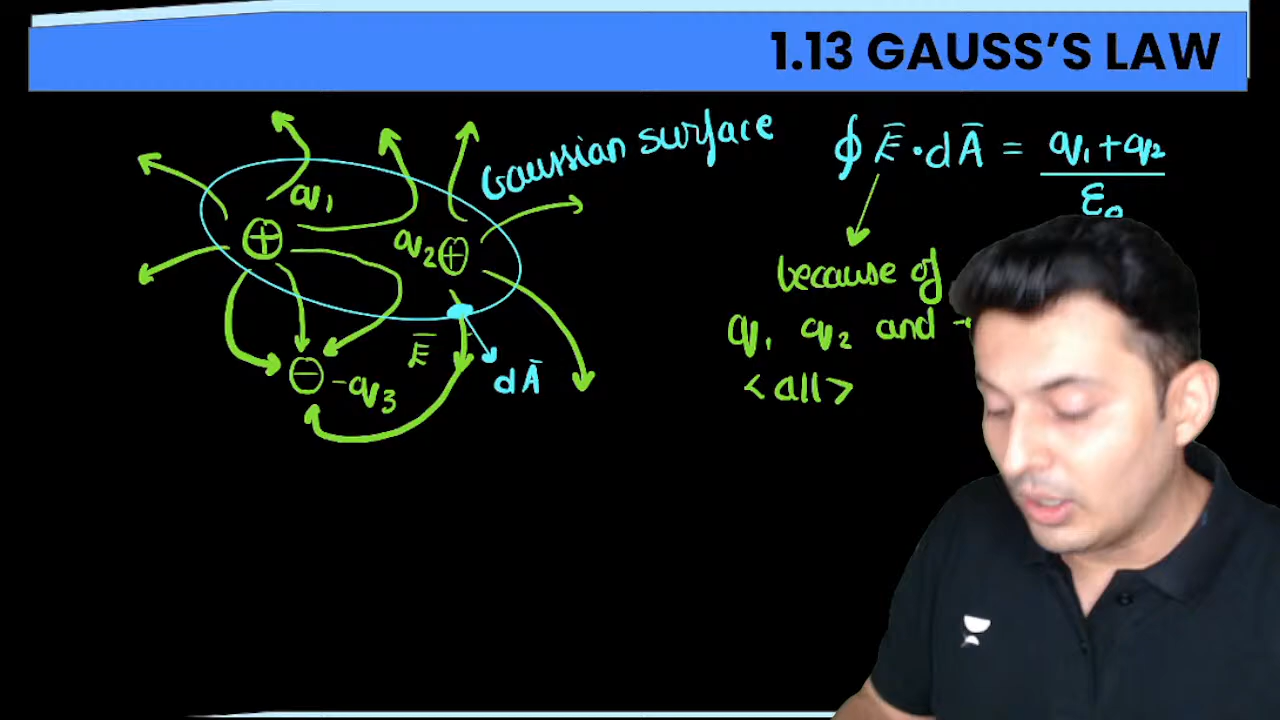 1.13 GAUSS'S LAW
Gaussian surface
∮ E̅ · dA̅ = q₁+q₂ / ε₀
q₁
q₂
+
+
E̅
dA̅
−
-q₃
because of
q₁ q₂ and -
<all>